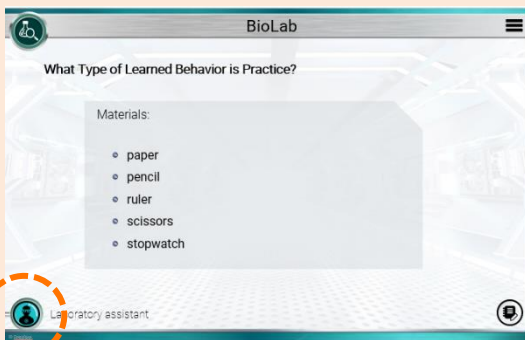 BioLab
What Type of Learned Behavior is Practice?
Materials:
paper
pencil
ruler
scissors
stopwatch
Laboratory assistant